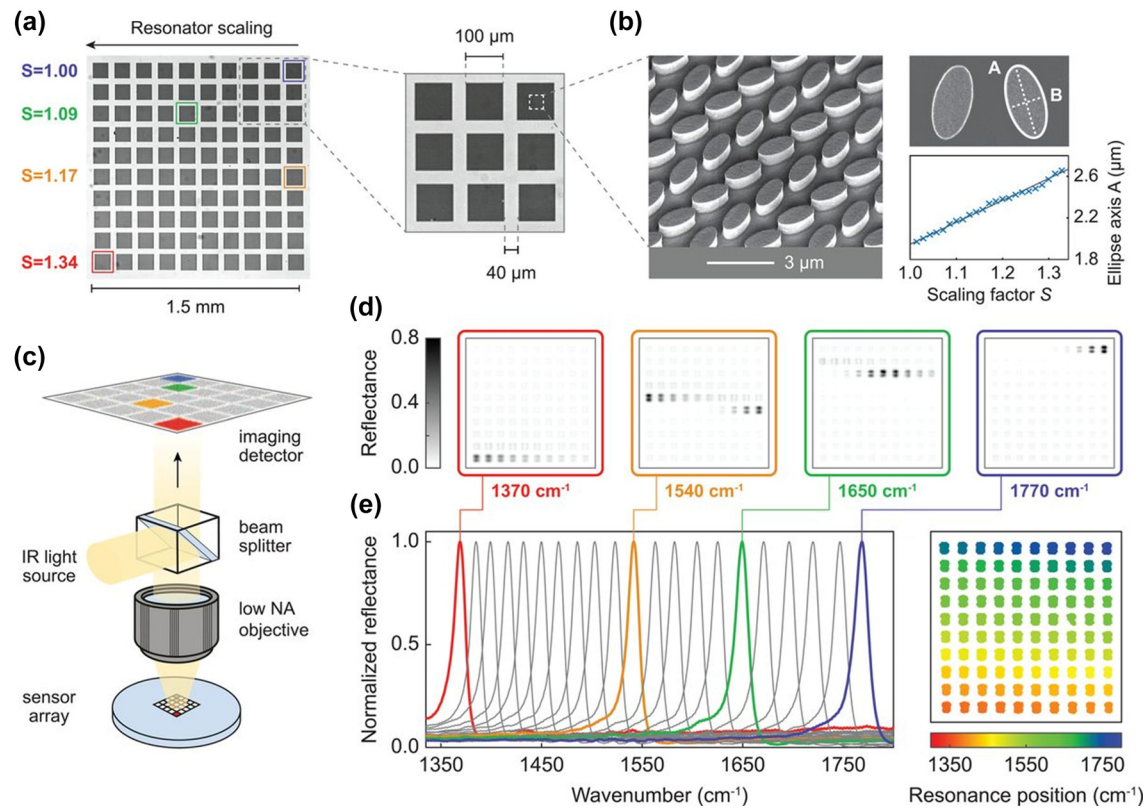 (a)
Resonator scaling
S=1.00
S=1.09
S=1.17
S=1.34
1.5 mm
100 μm
40 μm
(b)
3 μm
A
B
2.6
2.2
1.8
Ellipse axis A (μm)
1.0
1.1
1.2
1.3
Scaling factor S
(c)
imaging
detector
beam
splitter
IR light
source
low NA
objective
sensor
array
(d)
0.8
0.4
0.0
Reflectance
1370 cm⁻¹
1540 cm⁻¹
1650 cm⁻¹
1770 cm⁻¹
(e)
1.0
0.5
0.0
Normalized reflectance
1350
1450
1550
1650
1750
Wavenumber (cm⁻¹)
1350
1550
1750
Resonance position (cm⁻¹)